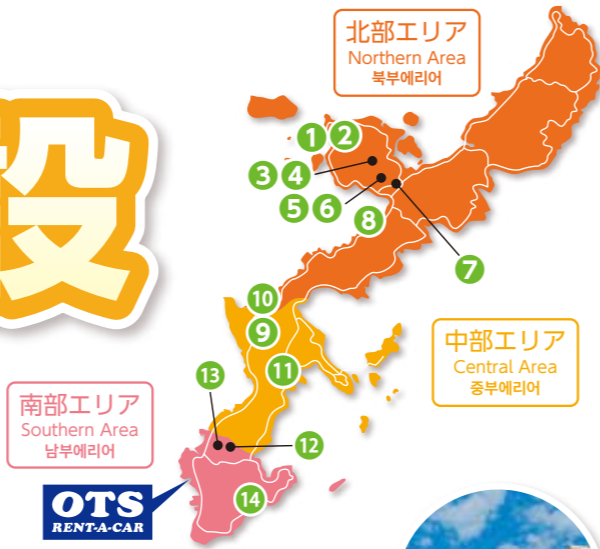 北部エリア
Northern Area
북부에리어
1 2
3 4
5 6
8
7
設
10
9
中部エリア
Central Area
중부에리어
11
13
南部エリア
Southern Area
남부에리어
12
OTS
RENT-A-CAR
14